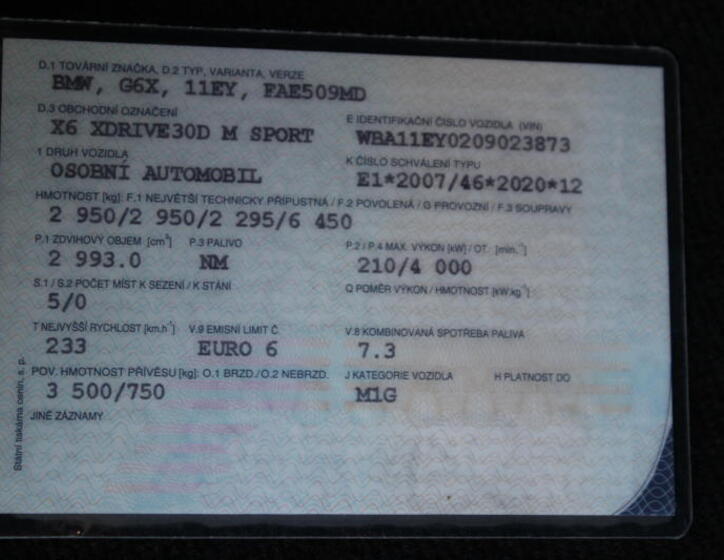 D.1 TOVÁRNÍ ZNAČKA, D.2 TYP, VARIANTA, VERZE
BMW, G6X, 11EY, FAE509MD
D.3 OBCHODNÍ OZNAČENÍ
X6 XDRIVE30D M SPORT
E IDENTIFIKAČNÍ ČÍSLO VOZIDLA (VIN)
WBA11EY0209023873
1 DRUH VOZIDLA
OSOBNÍ AUTOMOBIL
K ČÍSLO SCHVÁLENÍ TYPU
E1*2007/46*2020*12
HMOTNOST [kg]: F.1 NEJVĚTŠÍ TECHNICKY PŘÍPUSTNÁ / F.2 POVOLENÁ / G PROVOZNÍ / F.3 SOUPRAVY
2 950/2 950/2 295/6 450
P.1 ZDVIHOVÝ OBJEM [cm³] P.3 PALIVO P.2 / P.4 MAX. VÝKON [kW] / OT. [min.⁻¹]
2 993.0 NM 210/4 000
S.1 / S.2 POČET MÍST K SEZENÍ / K STÁNÍ Q POMĚR VÝKON / HMOTNOST [kW.kg⁻¹]
5/0
T NEJVYŠŠÍ RYCHLOST [km.h⁻¹] V.9 EMISNÍ LIMIT Č. V.8 KOMBINOVANÁ SPOTŘEBA PALIVA
233 EURO 6 7.3
POV. HMOTNOST PŘÍVĚSU [kg]: O.1 BRZD./O.2 NEBRZD. J KATEGORIE VOZIDLA H PLATNOST DO
3 500/750 M1G
JINÉ ZÁZNAMY
Státní tiskárna cenin, s. p.